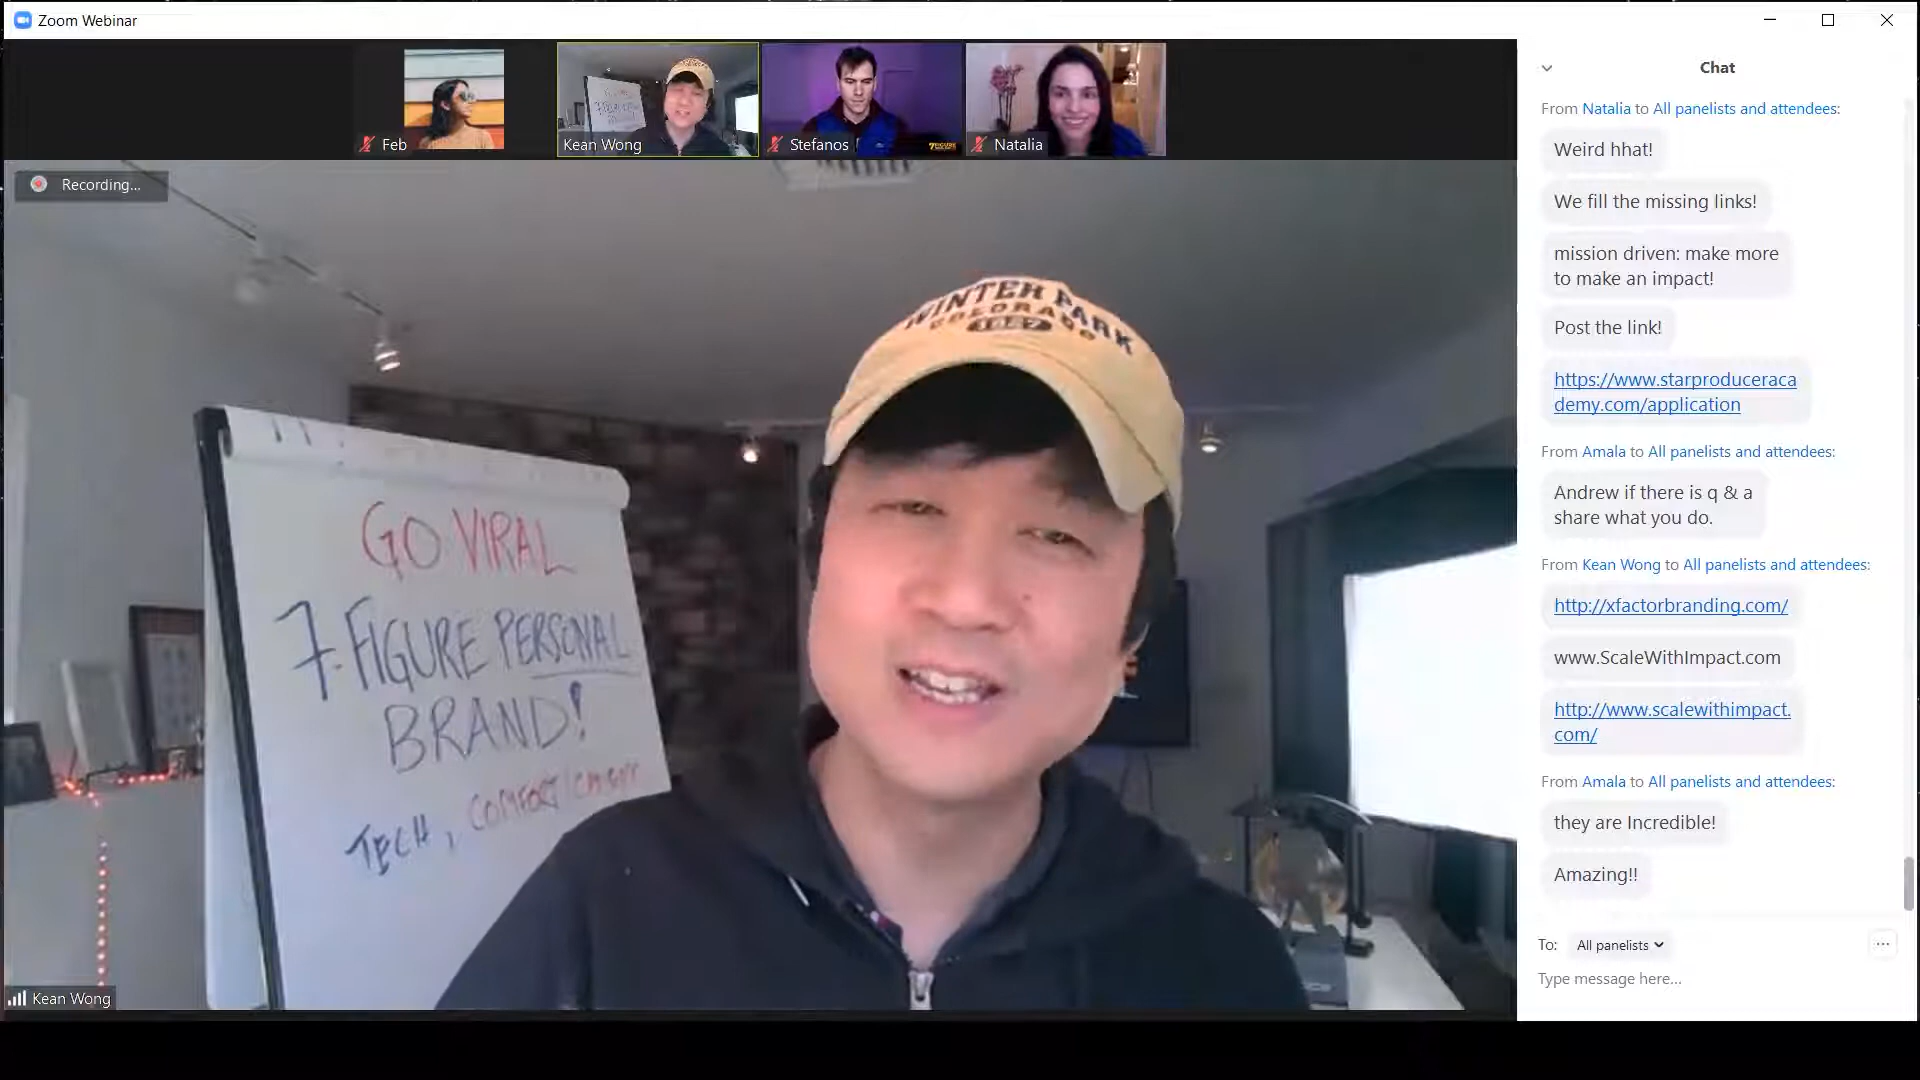 Zoom Webinar
Feb
Kean Wong
Stefanos
Natalia
Recording...
WINTER PARK
COLORADO
GO VIRAL
7-FIGURE PERSONAL
BRAND!
TECH, COMFORT/
Kean Wong
Chat
From Natalia to All panelists and attendees:
Weird hhat!
We fill the missing links!
mission driven: make more
to make an impact!
Post the link!
https://www.starproduceraca
demy.com/application
From Amala to All panelists and attendees:
Andrew if there is q & a
share what you do.
From Kean Wong to All panelists and attendees:
http://xfactorbranding.com/
www.ScaleWithImpact.com
http://www.scalewithimpact.
com/
From Amala to All panelists and attendees:
they are Incredible!
Amazing!!
To: All panelists
Type message here...